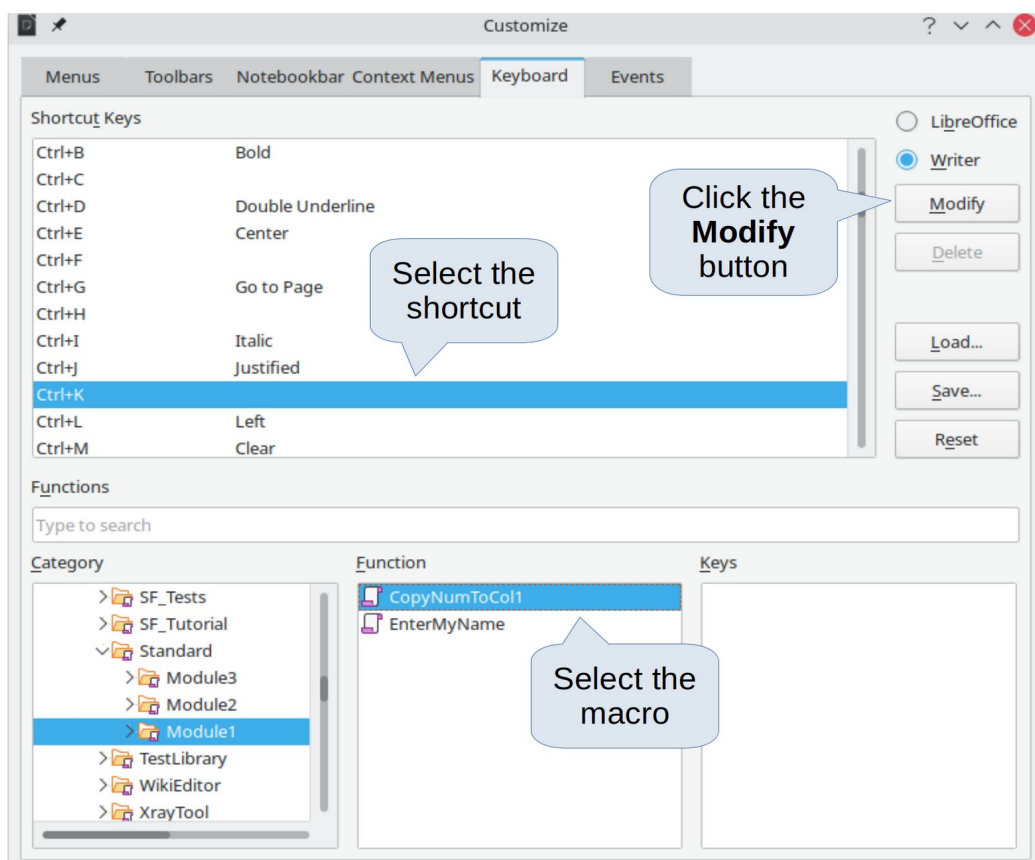 Customize
?
Menus Toolbars Notebookbar Context Menus Keyboard Events
Shortcut Keys
Ctrl+B Bold
Ctrl+C
Ctrl+D Double Underline
Ctrl+E Center
Ctrl+F
Ctrl+G Go to Page
Ctrl+H
Ctrl+I Italic
Ctrl+J Justified
Ctrl+K
Ctrl+L Left
Ctrl+M Clear
LibreOffice
Writer
Modify
Delete
Load...
Save...
Reset
Click the
Modify
button
Select the
shortcut
Functions
Type to search
Category
SF_Tests
SF_Tutorial
Standard
Module3
Module2
Module1
TestLibrary
WikiEditor
XrayTool
Function
CopyNumToCol1
EnterMyName
Select the
macro
Keys